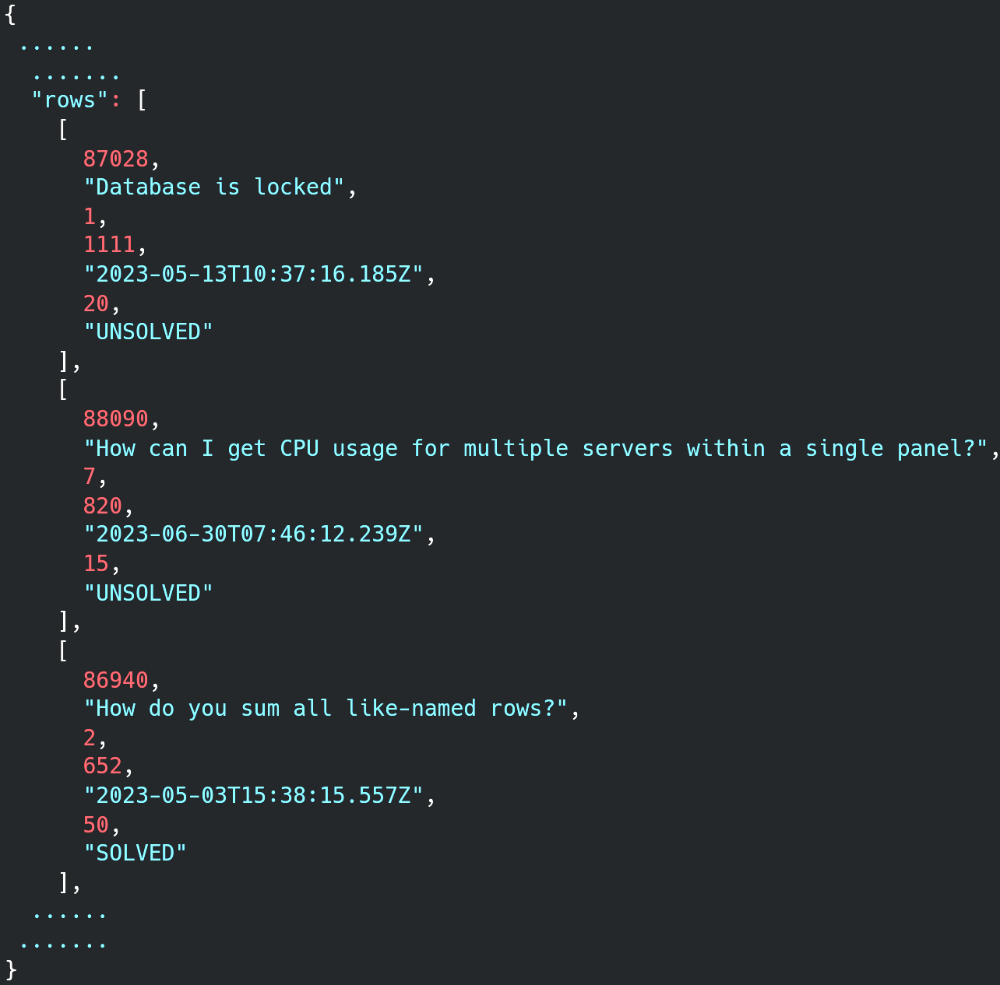 {
......
.......
"rows": [
[
87028,
"Database is locked",
1,
1111,
"2023-05-13T10:37:16.185Z",
20,
"UNSOLVED"
],
[
88090,
"How can I get CPU usage for multiple servers within a single panel?",
7,
820,
"2023-06-30T07:46:12.239Z",
15,
"UNSOLVED"
],
[
86940,
"How do you sum all like-named rows?",
2,
652,
"2023-05-03T15:38:15.557Z",
50,
"SOLVED"
],
......
.......
}